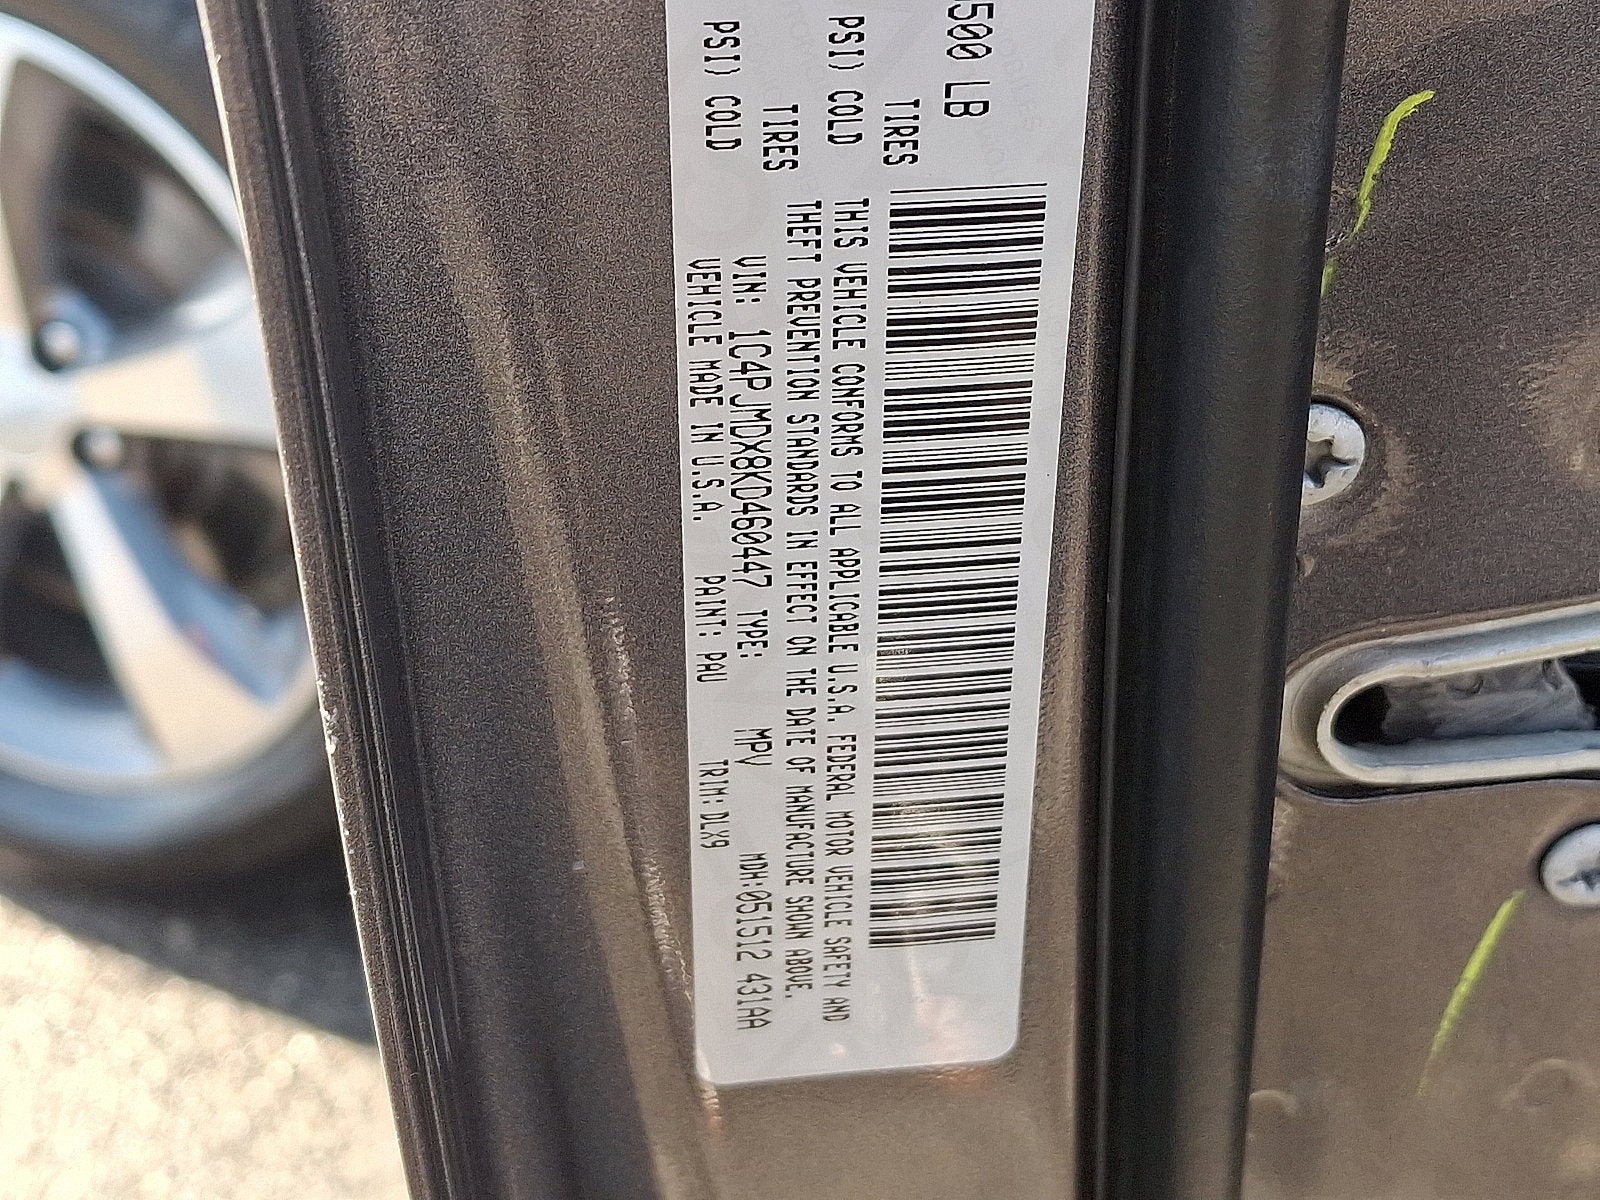 500 LB
TIRES
PSI) COLD
TIRES
PSI) COLD
THIS VEHICLE CONFORMS TO ALL APPLICABLE U.S.A. FEDERAL MOTOR VEHICLE SAFETY AND
THEFT PREVENTION STANDARDS IN EFFECT ON THE DATE OF MANUFACTURE SHOWN ABOVE.
VIN: 1C4PJMDX8KD460447 TYPE: MPV MDH:051512 431AA
VEHICLE MADE IN U.S.A. PAINT: PAU TRIM: DLX9